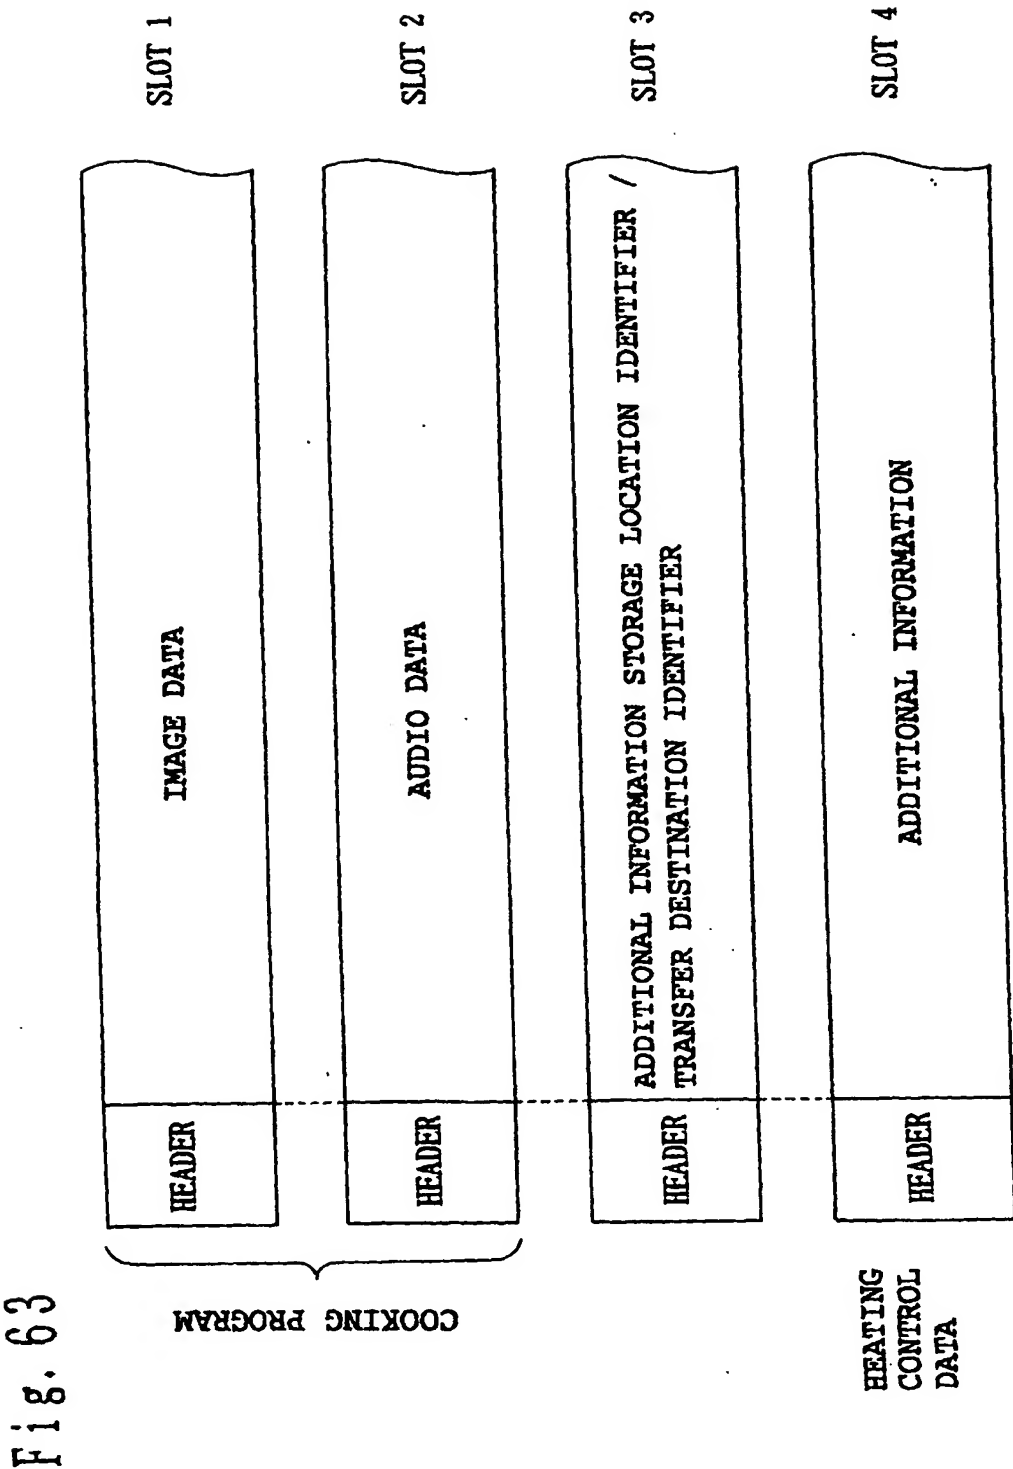 Fig. 63
COOKING PROGRAM
HEADER
IMAGE DATA
SLOT 1
HEADER
AUDIO DATA
SLOT 2
HEADER
ADDITIONAL INFORMATION STORAGE LOCATION IDENTIFIER /
TRANSFER DESTINATION IDENTIFIER
SLOT 3
HEATING
CONTROL
DATA
HEADER
ADDITIONAL INFORMATION
SLOT 4